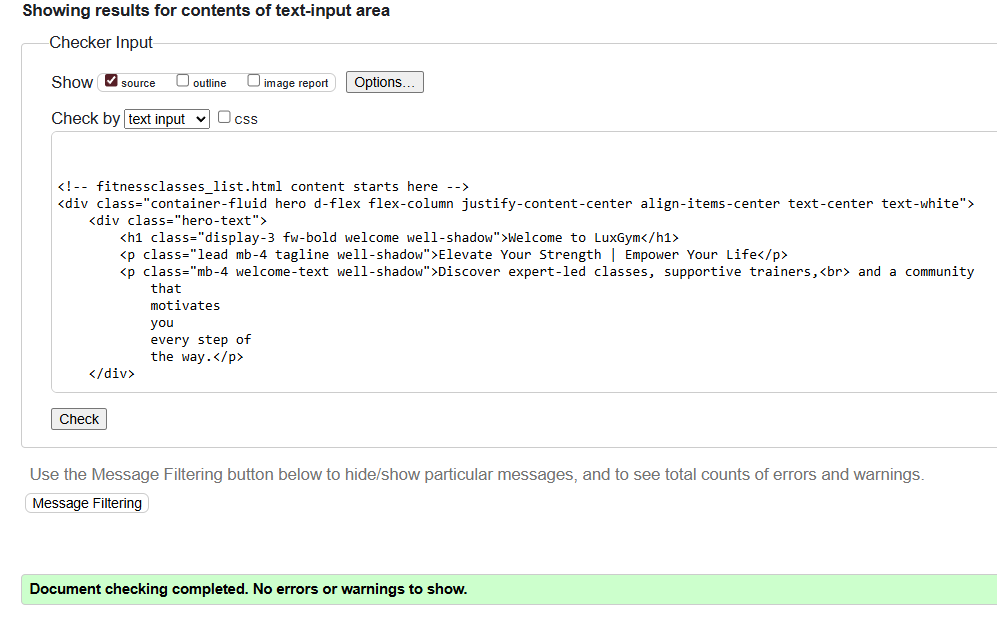 Showing results for contents of text-input area
Checker Input
Show source outline image report Options...
Check by text input css
<!-- fitnessclasses_list.html content starts here -->
<div class="container-fluid hero d-flex flex-column justify-content-center align-items-center text-center text-white">
<div class="hero-text">
<h1 class="display-3 fw-bold welcome well-shadow">Welcome to LuxGym</h1>
<p class="lead mb-4 tagline well-shadow">Elevate Your Strength | Empower Your Life</p>
<p class="mb-4 welcome-text well-shadow">Discover expert-led classes, supportive trainers,<br> and a community
that
motivates
you
every step of
the way.</p>
</div>
Check
Use the Message Filtering button below to hide/show particular messages, and to see total counts of errors and warnings.
Message Filtering
Document checking completed. No errors or warnings to show.